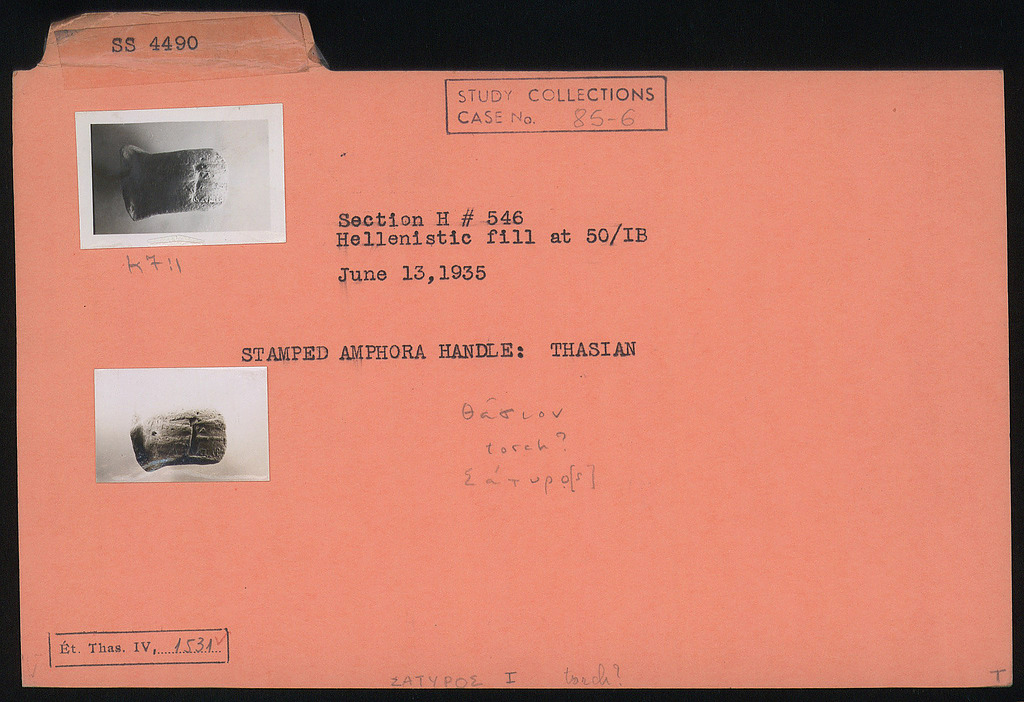 SS 4490
STUDY COLLECTIONS
CASE No. 85-6
Section H # 546
Hellenistic fill at 50/IB
June 13,1935
K711
STAMPED AMPHORA HANDLE: THASIAN
Θάσιον
torch?
Σάτυρο[ς]
Ét. Thas. IV, 1531
ΣΑΤΥΡΟΣ I torch?
T